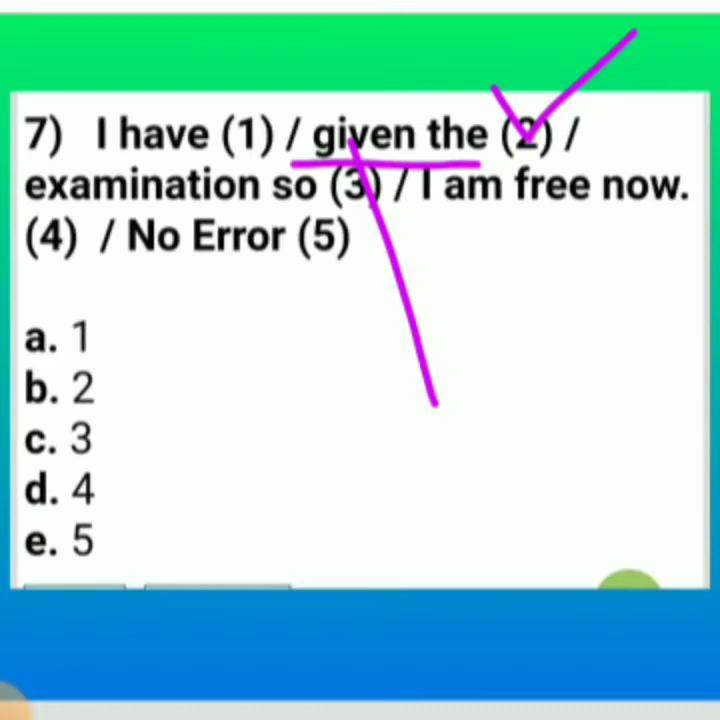 7) I have (1) / given the (2) /
examination so (3) / I am free now.
(4) / No Error (5)
a. 1
b. 2
c. 3
d. 4
e. 5